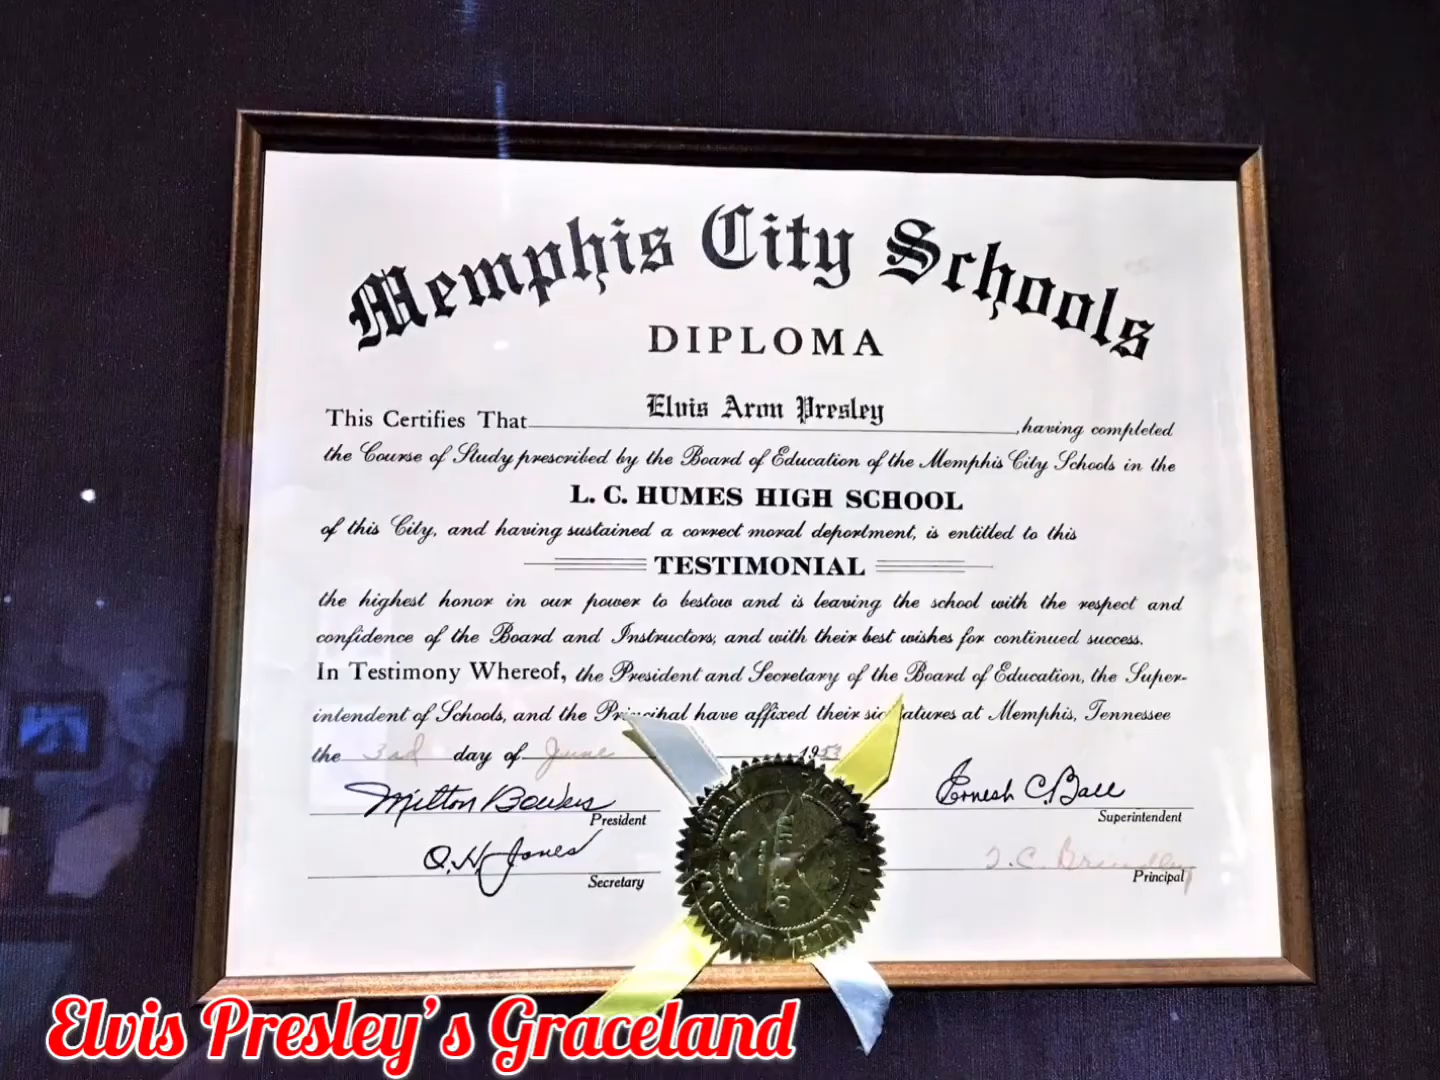 Memphis City Schools
DIPLOMA
This Certifies That Elvis Aron Presley, having completed
the Course of Study prescribed by the Board of Education of the Memphis City Schools in the
L. C. HUMES HIGH SCHOOL
of this City, and having sustained a correct moral deportment, is entitled to this
TESTIMONIAL
the highest honor in our power to bestow and is leaving the school with the respect and
confidence of the Board and Instructors, and with their best wishes for continued success.
In Testimony Whereof, the President and Secretary of the Board of Education, the Super-
intendent of Schools, and the Principal have affixed their signatures at Memphis, Tennessee
the 3rd day of June 1953
Milton Bowers Ernest C. Ball
President Superintendent
O. H. Jones T. C. Brindley
Secretary Principal
Elvis Presley's Graceland